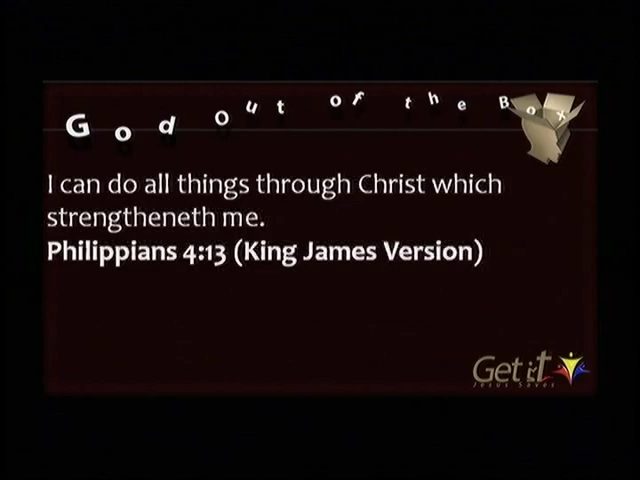 God out of the Box
I can do all things through Christ which
strengtheneth me.
Philippians 4:13 (King James Version)
Get it
Jesus Saves